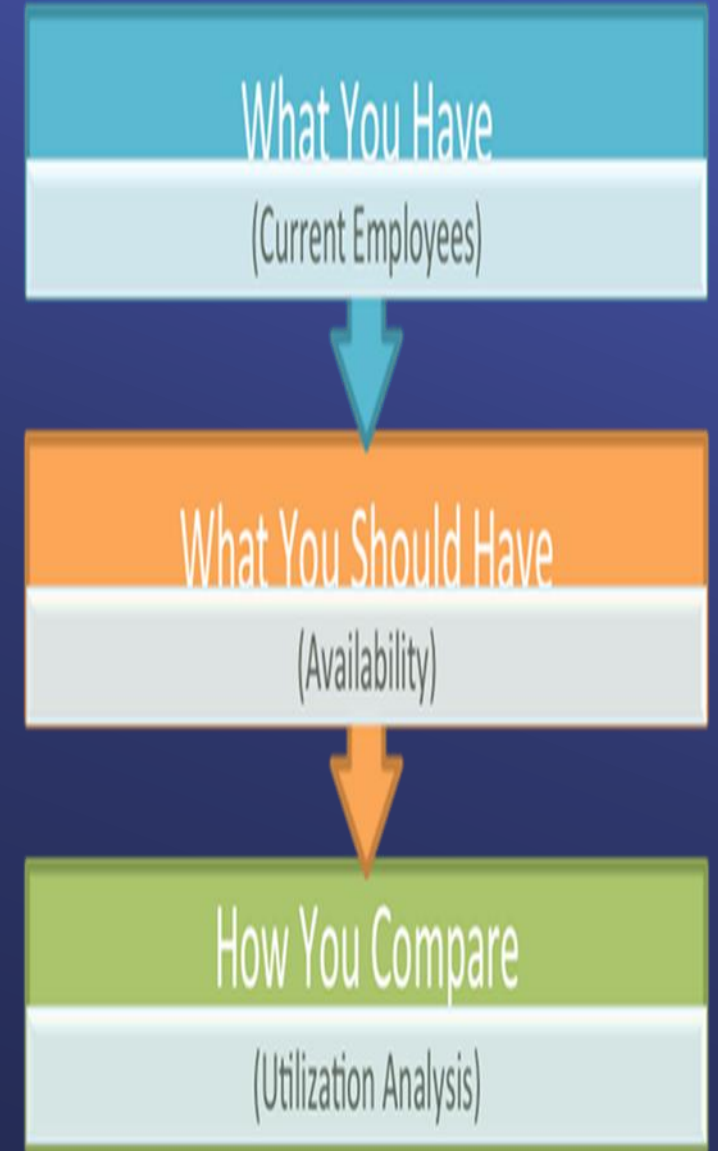 What You Have
(Current Employees)
What You Should Have
(Availability)
How You Compare
(Utilization Analysis)